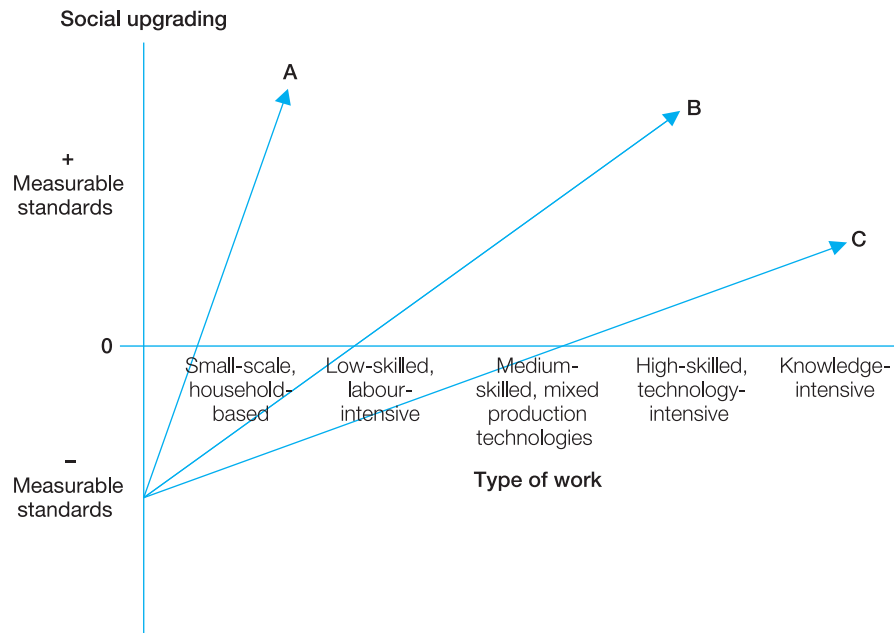 Social upgrading
A
B
+
Measurable
standards
C
0
Small-scale,
household-
based
Low-skilled,
labour-
intensive
Medium-
skilled, mixed
production
technologies
High-skilled,
technology-
intensive
Knowledge-
intensive
–
Measurable
standards
Type of work